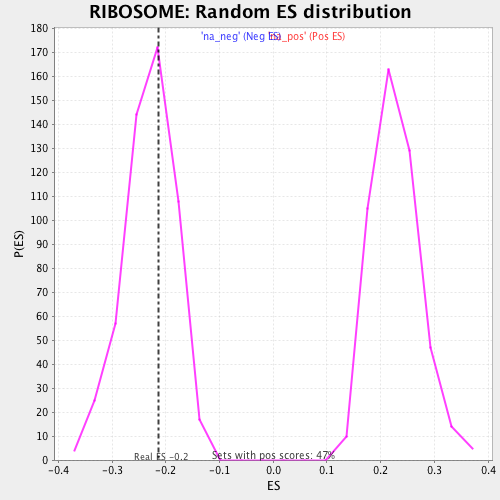 RIBOSOME: Random ES distribution
'na_neg' (Neg ES)
'na_pos' (Pos ES)
180
170
160
150
140
130
120
110
100
90
80
70
60
50
40
30
20
10
0
P(ES)
Real ES -0.2
Sets with pos scores: 47%
-0.4 -0.3 -0.2 -0.1 0.0 0.1 0.2 0.3 0.4
ES